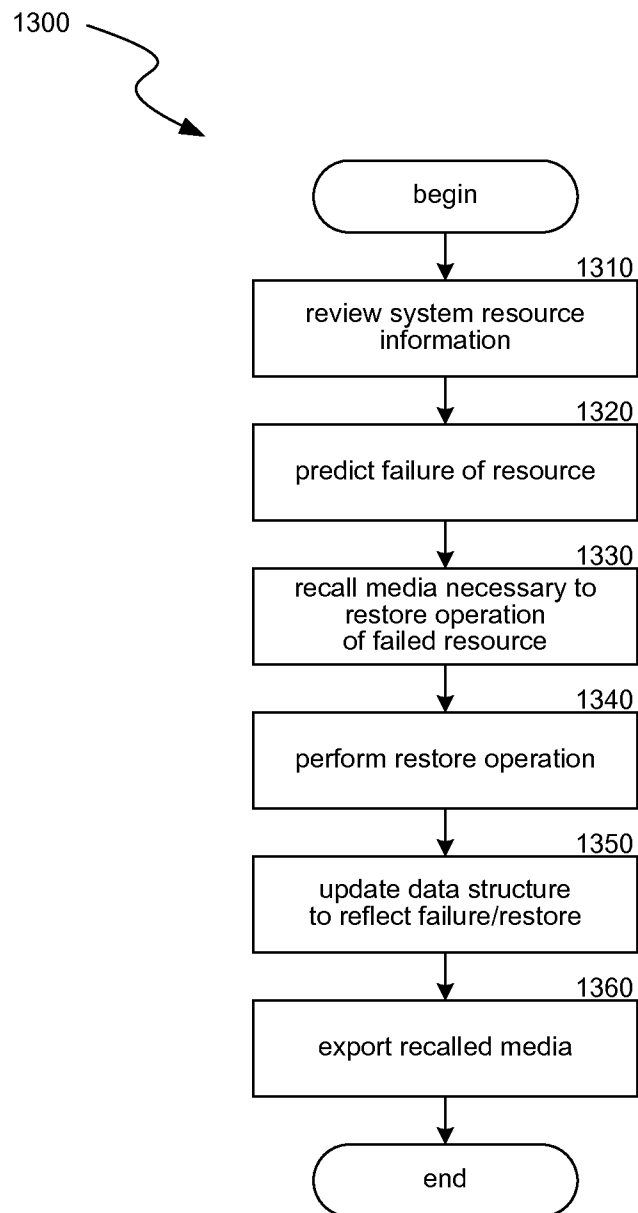 1300
begin
1310
review system resource
information
1320
predict failure of resource
1330
recall media necessary to
restore operation
of failed resource
1340
perform restore operation
1350
update data structure
to reflect failure/restore
1360
export recalled media
end